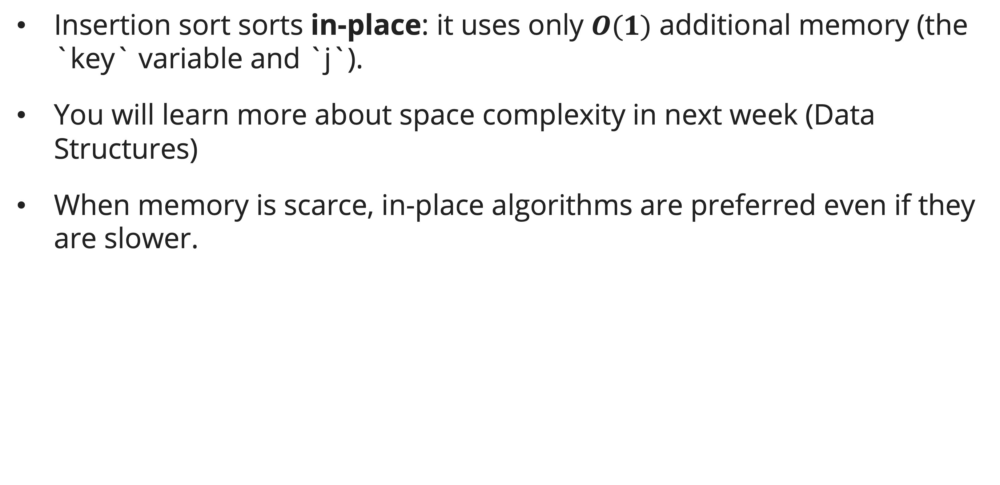 • Insertion sort sorts in-place: it uses only O(1) additional memory (the
`key` variable and `j`).
• You will learn more about space complexity in next week (Data
Structures)
• When memory is scarce, in-place algorithms are preferred even if they
are slower.